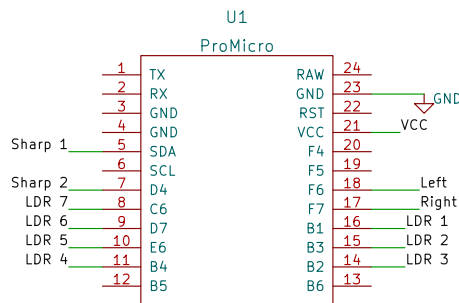 U1
ProMicro
1 TX RAW 24
2 RX GND 23 GND
3 GND RST 22
4 GND VCC 21 VCC
Sharp 1 5 SDA F4 20
6 SCL F5 19
Sharp 2 7 D4 F6 18 Left
LDR 7 8 C6 F7 17 Right
LDR 6 9 D7 B1 16 LDR 1
LDR 5 10 E6 B3 15 LDR 2
LDR 4 11 B4 B2 14 LDR 3
12 B5 B6 13